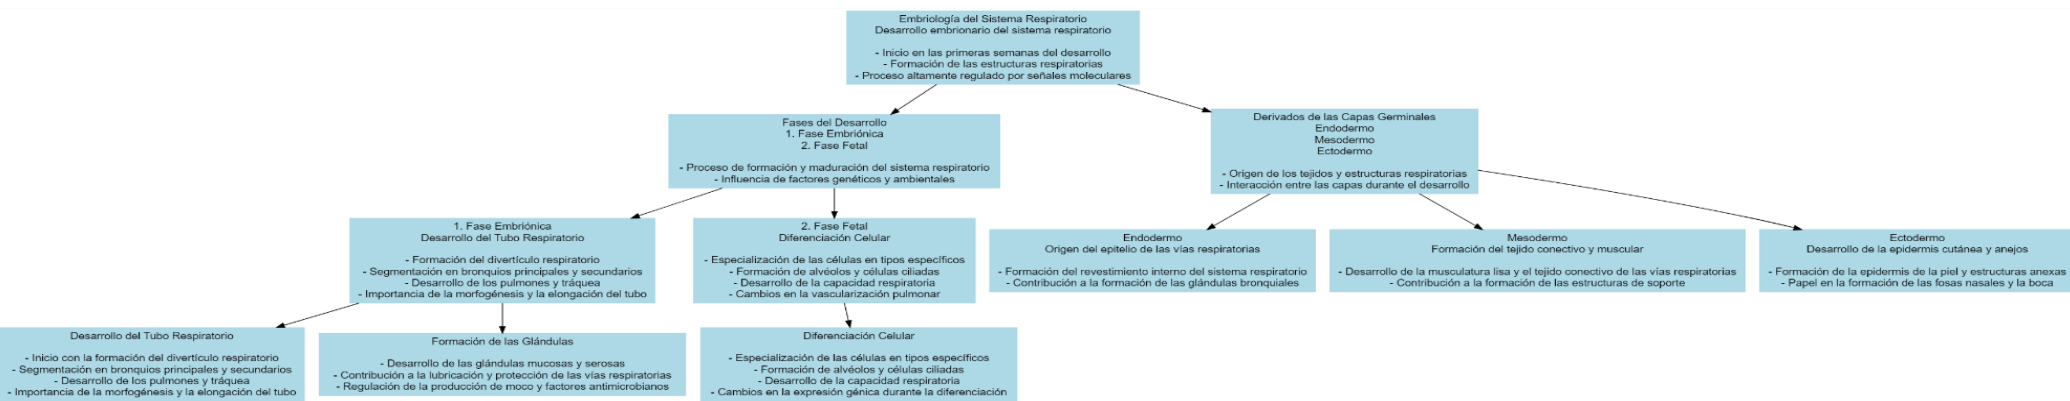 Embriología del Sistema Respiratorio
Desarrollo embrionario del sistema respiratorio
- Inicio en las primeras semanas del desarrollo
- Formación de las estructuras respiratorias
- Proceso altamente regulado por señales moleculares
Fases del Desarrollo
1. Fase Embriónica
2. Fase Fetal
- Proceso de formación y maduración del sistema respiratorio
- Influencia de factores genéticos y ambientales
Derivados de las Capas Germinales
Endodermo
Mesodermo
Ectodermo
- Origen de los tejidos y estructuras respiratorias
- Interacción entre las capas durante el desarrollo
1. Fase Embriónica
Desarrollo del Tubo Respiratorio
- Formación del divertículo respiratorio
- Segmentación en bronquios principales y secundarios
- Desarrollo de los pulmones y tráquea
- Importancia de la morfogénesis y la elongación del tubo
2. Fase Fetal
Diferenciación Celular
- Especialización de las células en tipos específicos
- Formación de alvéolos y células ciliadas
- Desarrollo de la capacidad respiratoria
- Cambios en la vascularización pulmonar
Endodermo
Origen del epitelio de las vías respiratorias
- Formación del revestimiento interno del sistema respiratorio
- Contribución a la formación de las glándulas bronquiales
Mesodermo
Formación del tejido conectivo y muscular
- Desarrollo de la musculatura lisa y el tejido conectivo de las vías respiratorias
- Contribución a la formación de las estructuras de soporte
Ectodermo
Desarrollo de la epidermis cutánea y anejos
- Formación de la epidermis de la piel y estructuras anexas
- Papel en la formación de las fosas nasales y la boca
Desarrollo del Tubo Respiratorio
- Inicio con la formación del divertículo respiratorio
- Segmentación en bronquios principales y secundarios
- Desarrollo de los pulmones y tráquea
- Importancia de la morfogénesis y la elongación del tubo
Formación de las Glándulas
- Desarrollo de las glándulas mucosas y serosas
- Contribución a la lubricación y protección de las vías respiratorias
- Regulación de la producción de moco y factores antimicrobianos
Diferenciación Celular
- Especialización de las células en tipos específicos
- Formación de alvéolos y células ciliadas
- Desarrollo de la capacidad respiratoria
- Cambios en la expresión génica durante la diferenciación